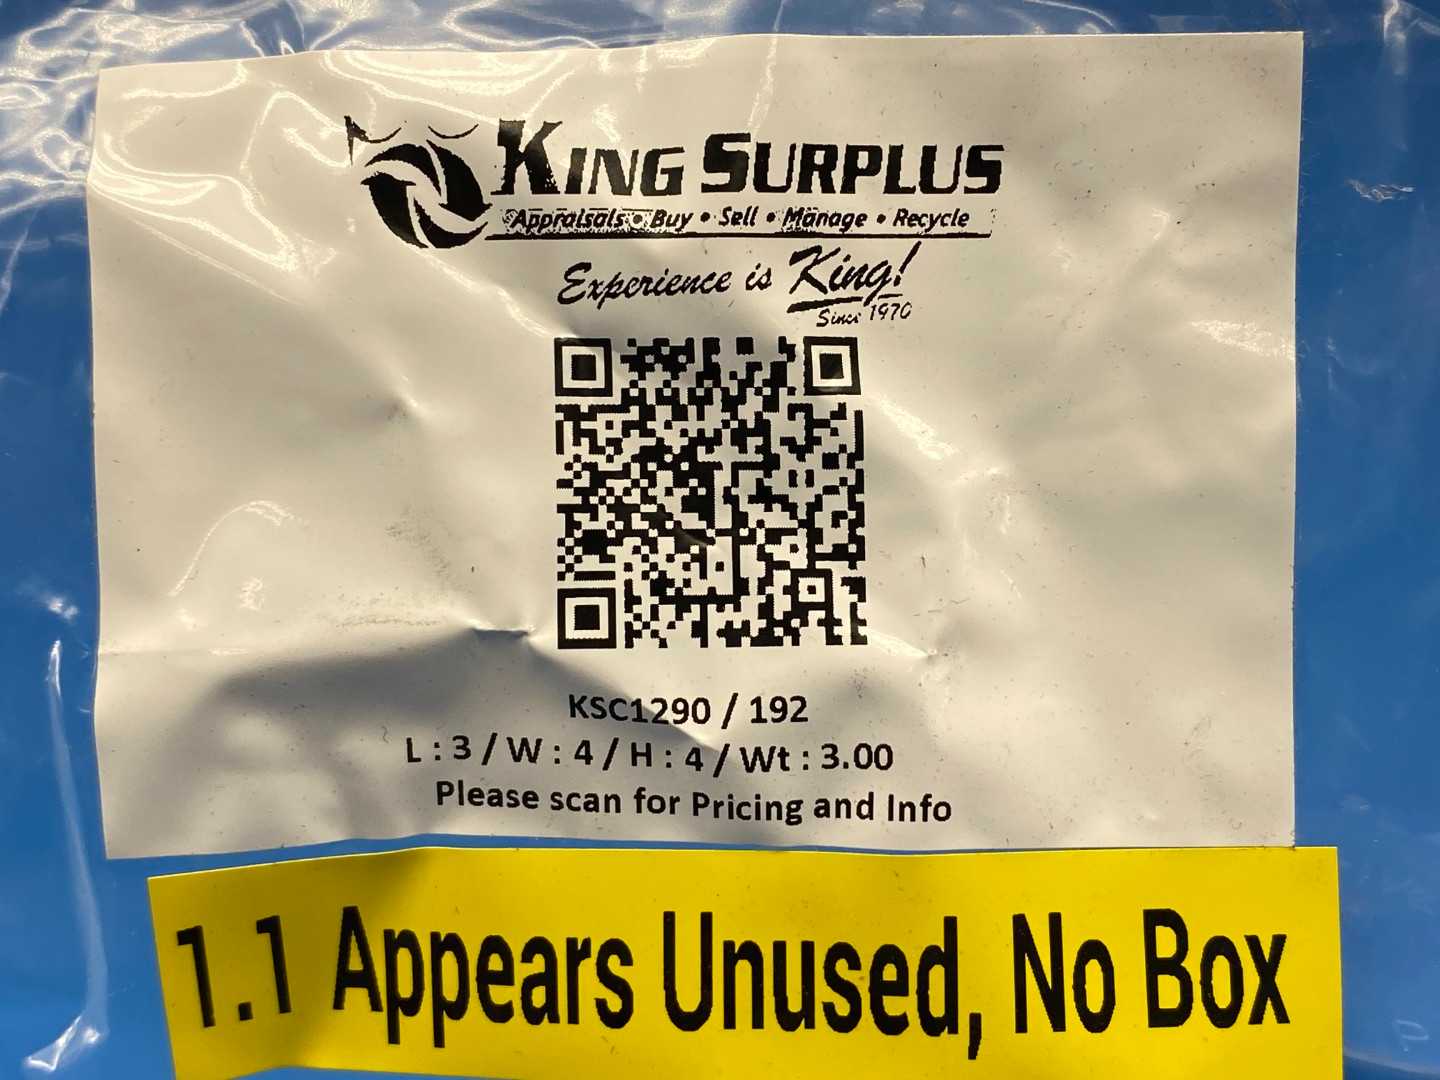 KING SURPLUS
Appraisals • Buy • Sell • Manage • Recycle
Experience is King!
Since 1970
KSC1290 / 192
L : 3 / W : 4 / H : 4 / Wt : 3.00
Please scan for Pricing and Info
1.1 Appears Unused, No Box